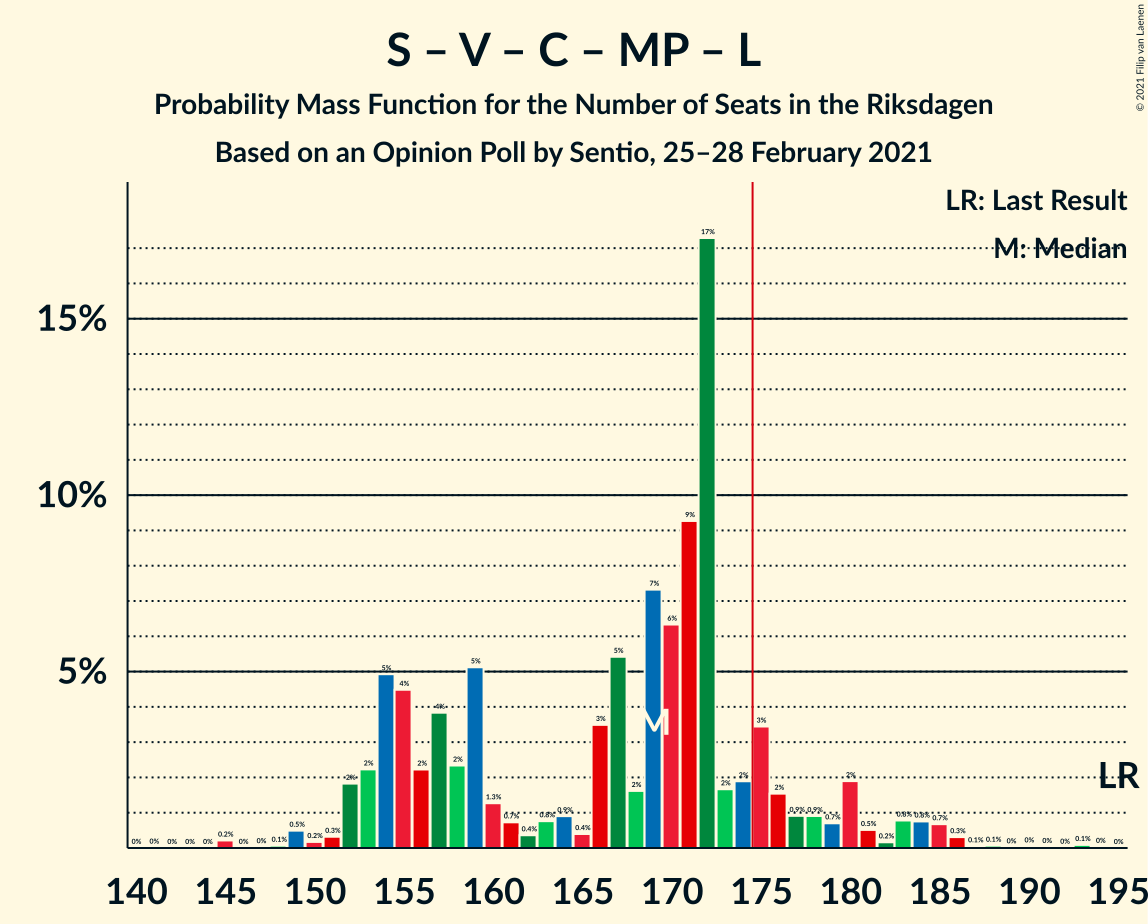 S – V – C – MP – L
Probability Mass Function for the Number of Seats in the Riksdagen
Based on an Opinion Poll by Sentio, 25–28 February 2021
© 2021 Filip van Laenen
LR: Last Result
M: Median
15%
10%
5%
0% 0% 0% 0% 0% 0.2% 0% 0% 0.1% 0.5% 0.2% 0.3% 2% 2% 5% 4% 2% 4% 2% 5% 1.3% 0.7% 0.4% 0.8% 0.9% 0.4% 3% 5% 2% 7% 6% 9% 17% 2% 2% 3% 2% 0.9% 0.9% 0.7% 2% 0.5% 0.2% 0.8% 0.8% 0.7% 0.3% 0.1% 0.1% 0% 0% 0% 0% 0.1% 0% 0%
M
LR
140 145 150 155 160 165 170 175 180 185 190 195